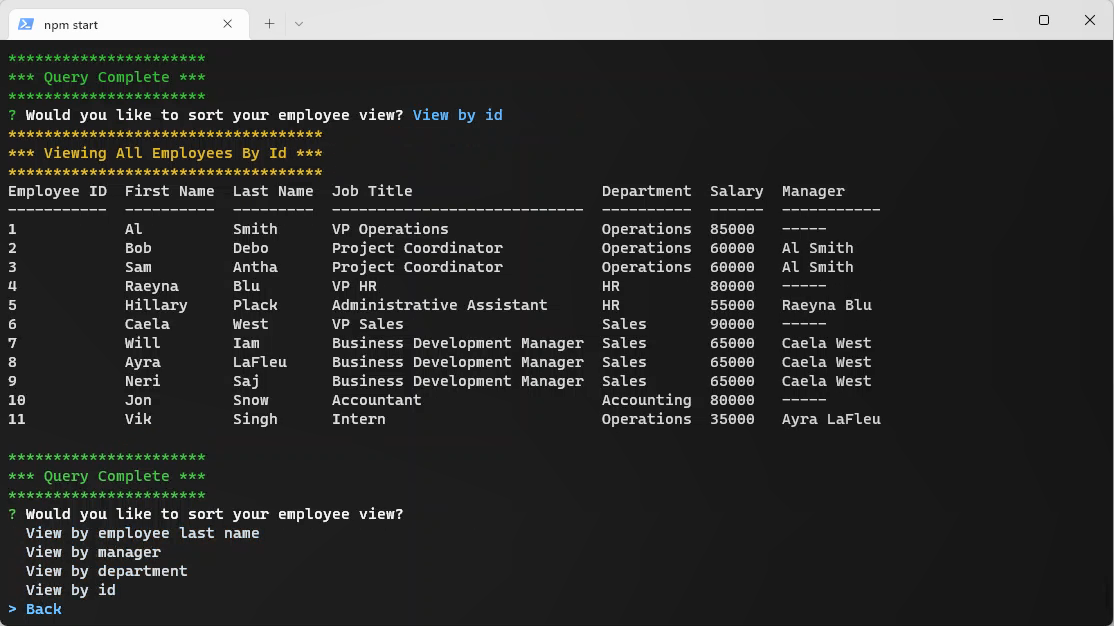 npm start
**********************
*** Query Complete ***
**********************
? Would you like to sort your employee view? View by id
***********************************
*** Viewing All Employees By Id ***
***********************************
Employee ID  First Name  Last Name  Job Title                     Department  Salary  Manager
-----------  ----------  ---------  ----------------------------  ----------  ------  -----------
1            Al          Smith      VP Operations                 Operations  85000   -----
2            Bob         Debo       Project Coordinator           Operations  60000   Al Smith
3            Sam         Antha      Project Coordinator           Operations  60000   Al Smith
4            Raeyna      Blu        VP HR                         HR          80000   -----
5            Hillary     Plack      Administrative Assistant      HR          55000   Raeyna Blu
6            Caela       West       VP Sales                      Sales       90000   -----
7            Will        Iam        Business Development Manager  Sales       65000   Caela West
8            Ayra        LaFleu     Business Development Manager  Sales       65000   Caela West
9            Neri        Saj        Business Development Manager  Sales       65000   Caela West
10           Jon         Snow       Accountant                    Accounting  80000   -----
11           Vik         Singh      Intern                        Operations  35000   Ayra LaFleu
**********************
*** Query Complete ***
**********************
? Would you like to sort your employee view?
  View by employee last name
  View by manager
  View by department
  View by id
> Back